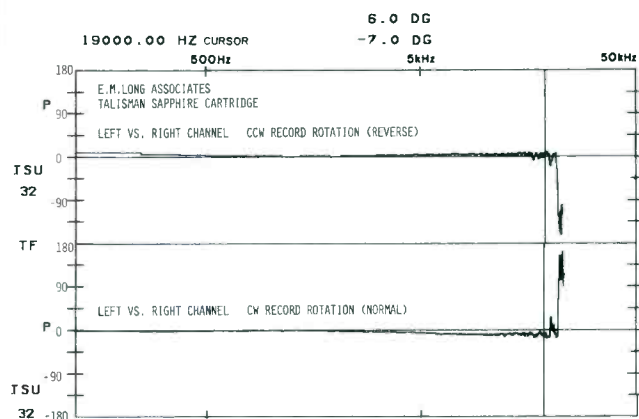 6.0 DG
19000.00 HZ CURSOR -7.0 DG
500Hz 5kHz 50kHz
180
E.M.LONG ASSOCIATES
P TALISMAN SAPPHIRE CARTRIDGE
90
LEFT VS. RIGHT CHANNEL CCW RECORD ROTATION (REVERSE)
0
TSU
32
-90
TF 180
90
LEFT VS. RIGHT CHANNEL CW RECORD ROTATION (NORMAL)
P 0
-90
TSU
32 -180